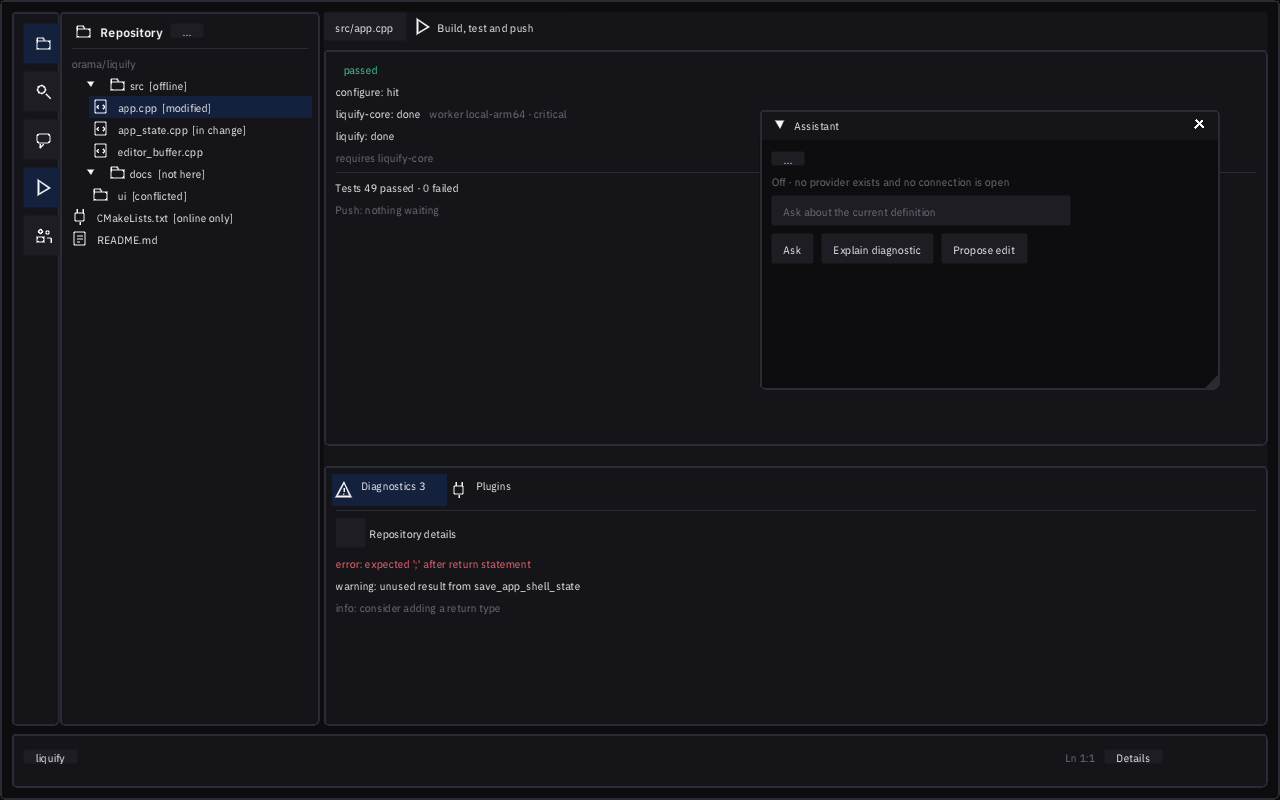 Repository ...
orama/liquify
src [offline]
app.cpp [modified]
app_state.cpp [in change]
editor_buffer.cpp
docs [not here]
ui [conflicted]
CMakeLists.txt [online only]
README.md
src/app.cpp Build, test and push
passed
configure: hit
liquify-core: done worker local-arm64 · critical
liquify: done
requires liquify-core
Tests 49 passed · 0 failed
Push: nothing waiting
Assistant
...
Off · no provider exists and no connection is open
Ask about the current definition
Ask Explain diagnostic Propose edit
Diagnostics 3 Plugins
Repository details
error: expected ';' after return statement
warning: unused result from save_app_shell_state
info: consider adding a return type
liquify Ln 1:1 Details